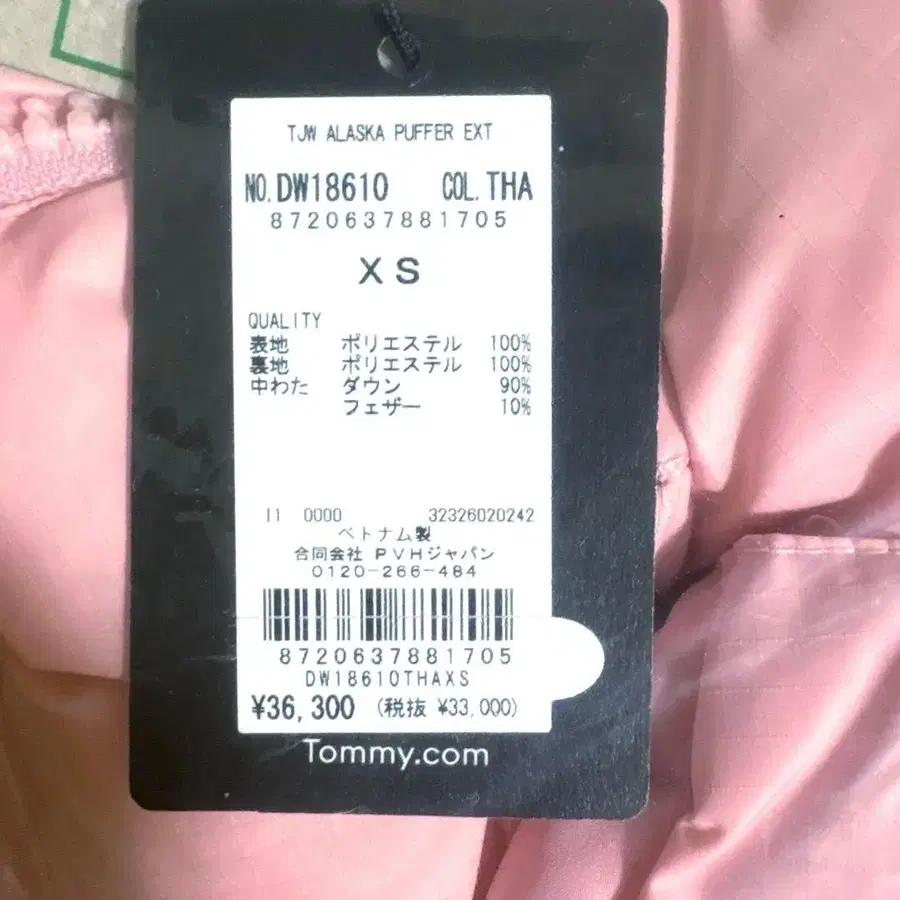 TJW ALASKA PUFFER EXT
NO.DW18610 COL.THA
8720637881705
XS
QUALITY
表地 ポリエステル 100%
裏地 ポリエステル 100%
中わた ダウン 90%
フェザー 10%
11 0000 32326020242
ベトナム製
合同会社 PVHジャパン
0120-266-484
8720637881705
DW18610THAXS
¥36,300 (税抜 ¥33,000)
Tommy.com